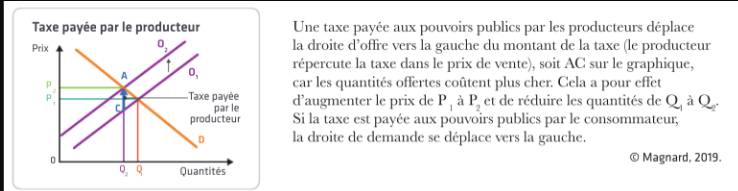 Taxe payée par le producteur
Prix
O₂
O₁
A
P₂
P₁
C
Taxe payée
par le
producteur
D
0
Q₂ Q
Quantités
Une taxe payée aux pouvoirs publics par les producteurs déplace
la droite d'offre vers la gauche du montant de la taxe (le producteur
répercute la taxe dans le prix de vente), soit AC sur le graphique,
car les quantités offertes coûtent plus cher. Cela a pour effet
d'augmenter le prix de P₁ à P₂ et de réduire les quantités de Q₁ à Q₂.
Si la taxe est payée aux pouvoirs publics par le consommateur,
la droite de demande se déplace vers la gauche.
© Magnard, 2019.